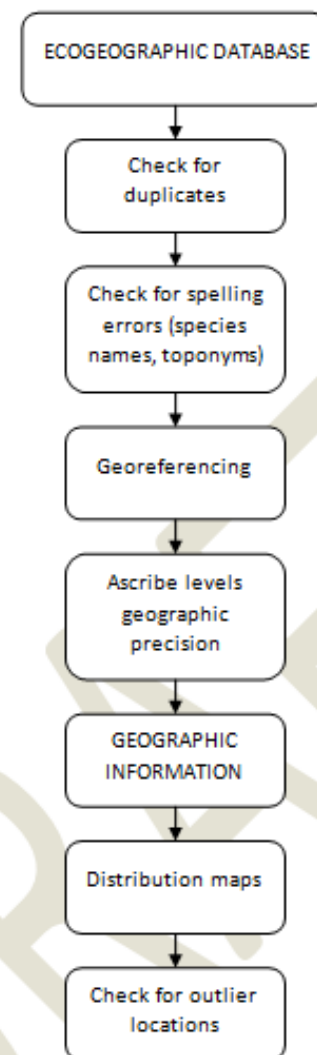 ECOGEOGRAPHIC DATABASE
Check for
duplicates
Check for spelling
errors (species
names, toponyms)
Georeferencing
Ascribe levels
geographic
precision
GEOGRAPHIC
INFORMATION
Distribution maps
Check for outlier
locations